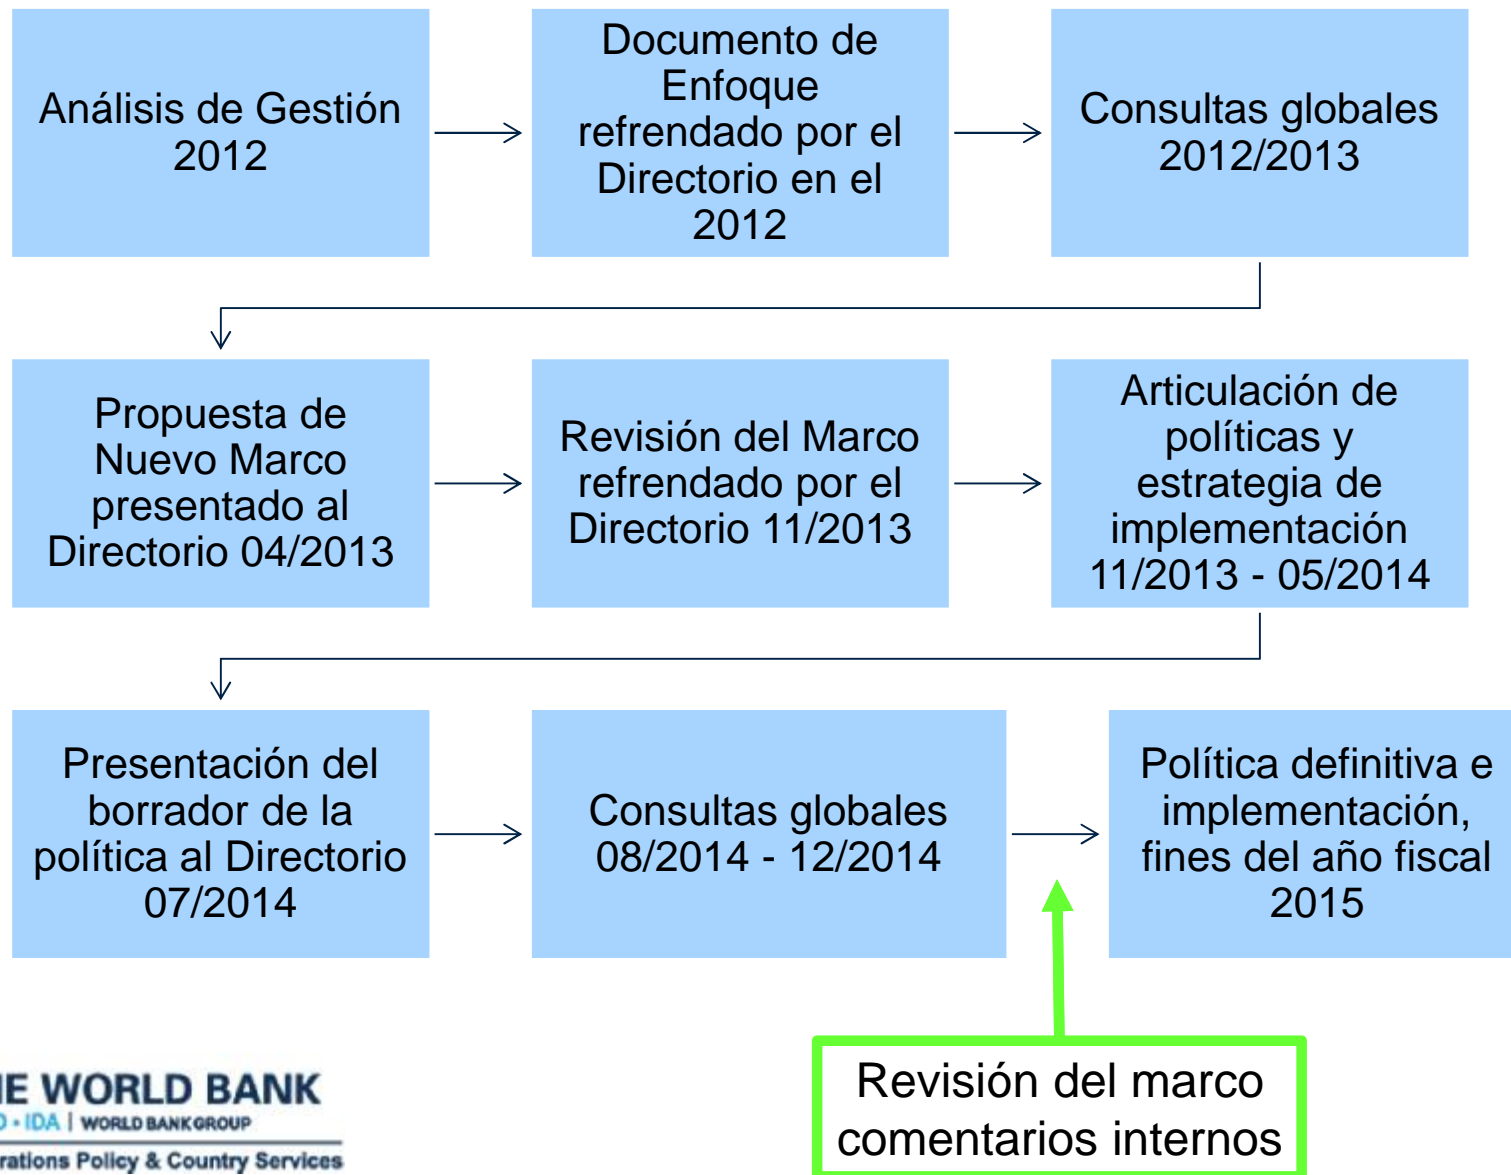 Análisis de Gestión
2012
Documento de
Enfoque
refrendado por el
Directorio en el
2012
Consultas globales
2012/2013
Propuesta de
Nuevo Marco
presentado al
Directorio 04/2013
Revisión del Marco
refrendado por el
Directorio 11/2013
Articulación de
políticas y
estrategia de
implementación
11/2013 - 05/2014
Presentación del
borrador de la
política al Directorio
07/2014
Consultas globales
08/2014 - 12/2014
Política definitiva e
implementación,
fines del año fiscal
2015
Revisión del marco
comentarios internos
WORLD BANK
IDA | WORLD BANK GROUP
Policy & Country Services